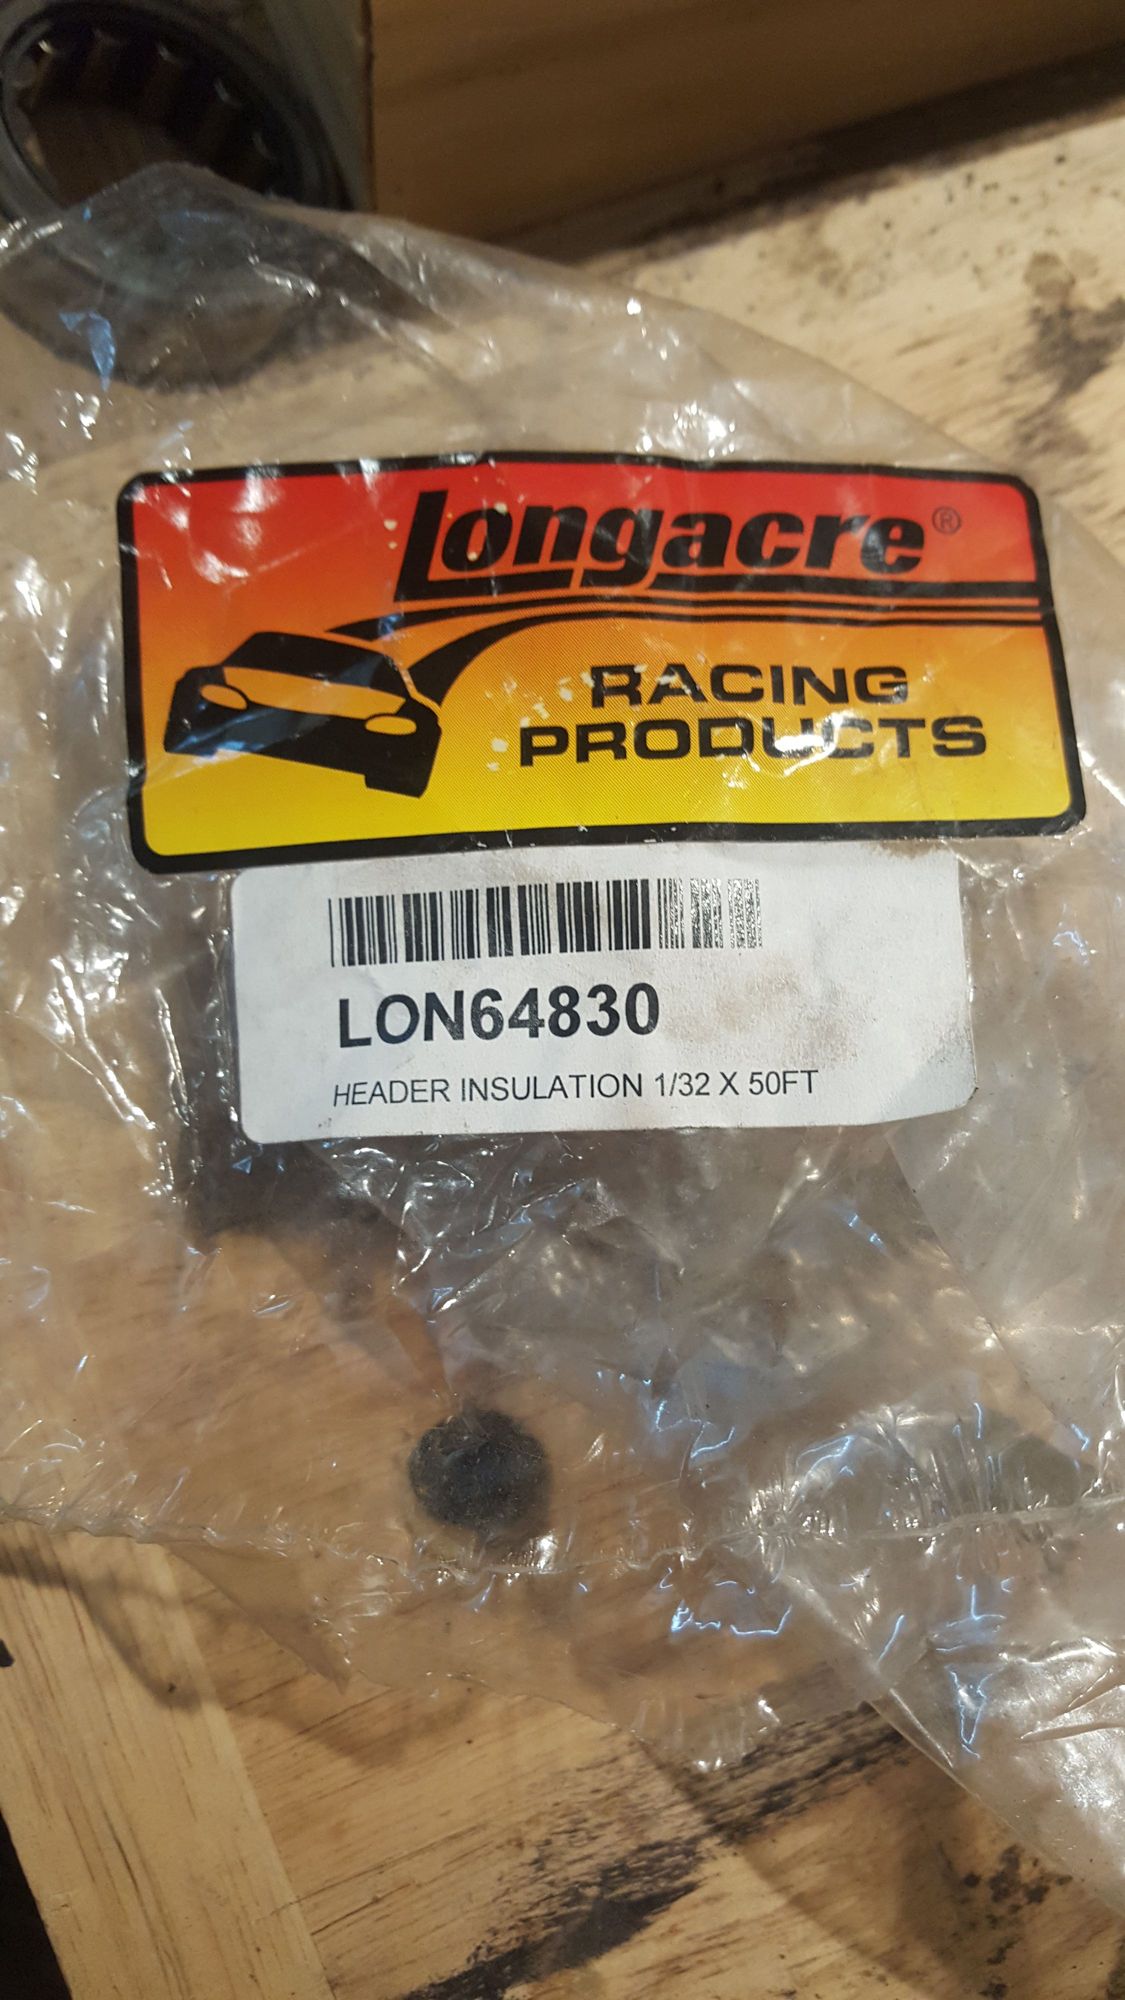 Longacre®
RACING
PRODUCTS
LON64830
HEADER INSULATION 1/32 X 50FT